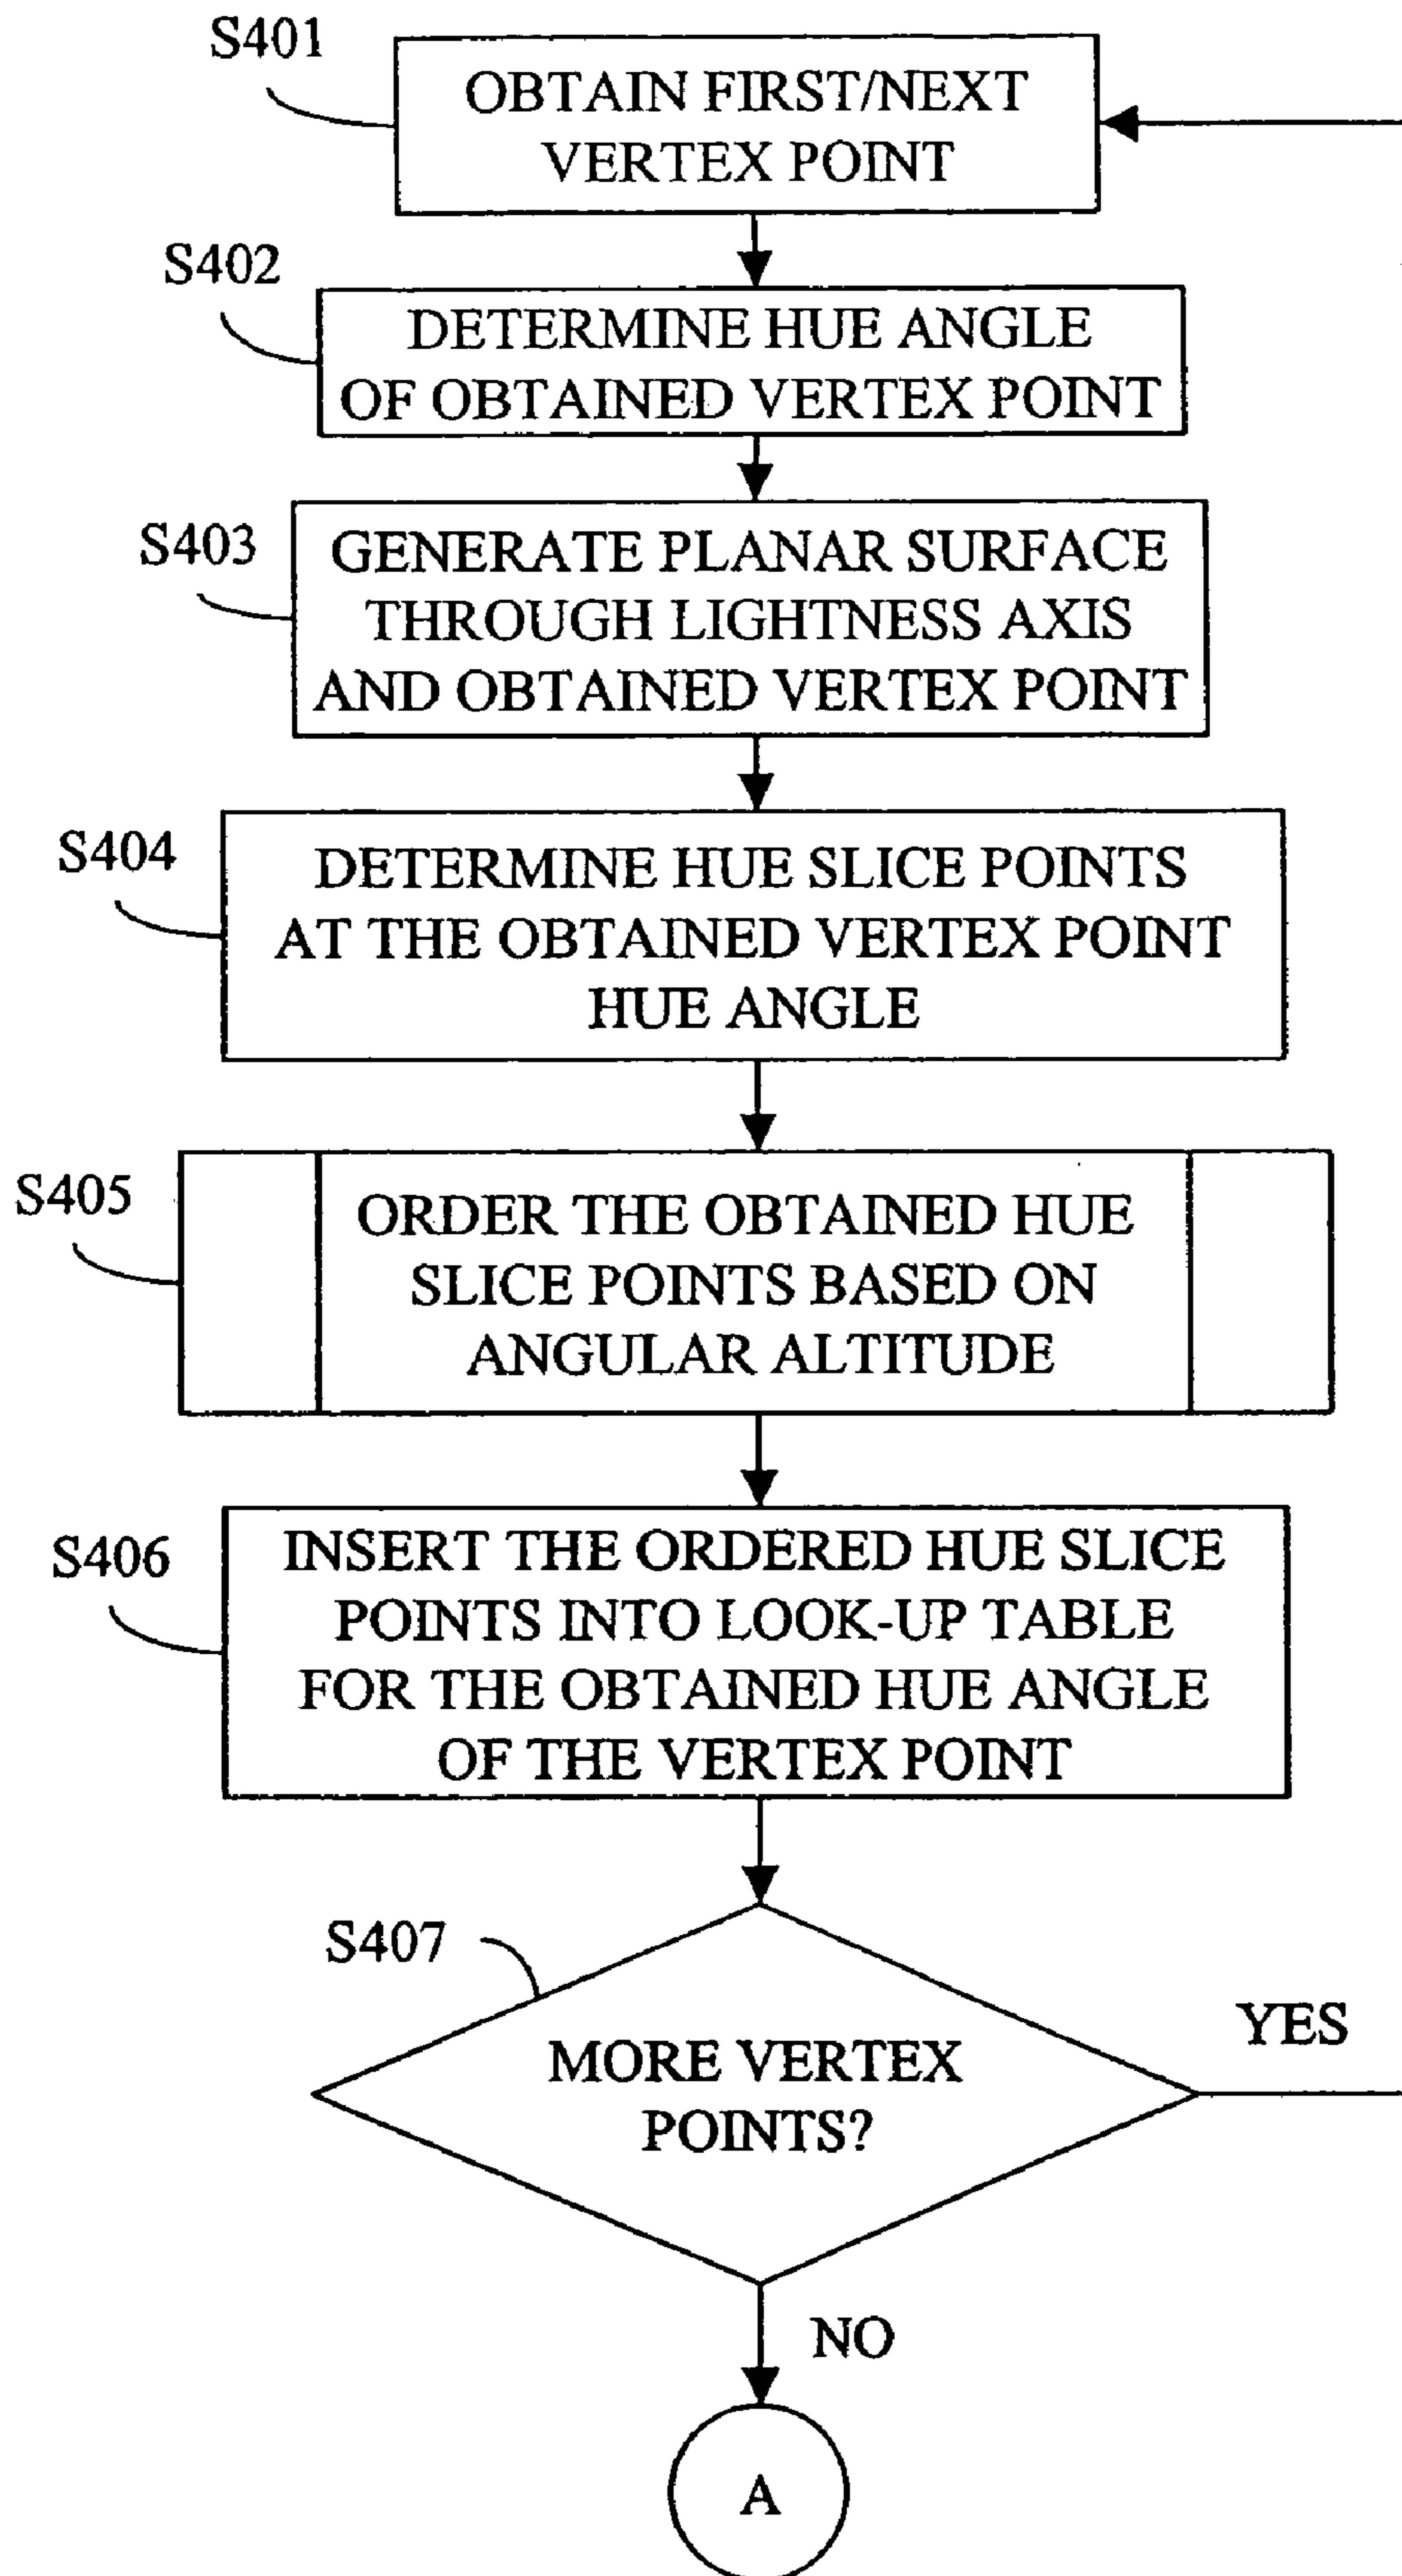 S401
OBTAIN FIRST/NEXT
VERTEX POINT
S402
DETERMINE HUE ANGLE
OF OBTAINED VERTEX POINT
S403
GENERATE PLANAR SURFACE
THROUGH LIGHTNESS AXIS
AND OBTAINED VERTEX POINT
S404
DETERMINE HUE SLICE POINTS
AT THE OBTAINED VERTEX POINT
HUE ANGLE
S405
ORDER THE OBTAINED HUE
SLICE POINTS BASED ON
ANGULAR ALTITUDE
S406
INSERT THE ORDERED HUE SLICE
POINTS INTO LOOK-UP TABLE
FOR THE OBTAINED HUE ANGLE
OF THE VERTEX POINT
S407
MORE VERTEX
POINTS?
YES
NO
A